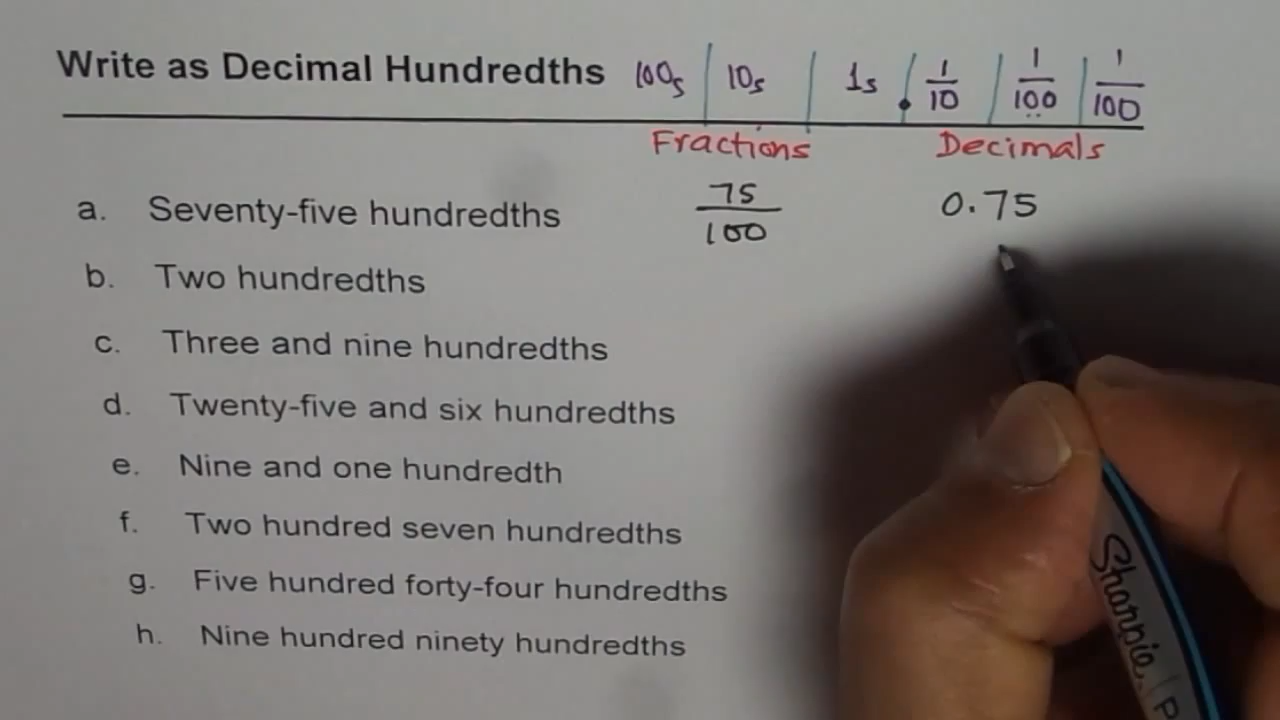 Write as Decimal Hundredths 100s | 10s | 1s . 1/10 | 1/100 | 1/100
Fractions Decimals
a. Seventy-five hundredths 75/100 0.75
b. Two hundredths
c. Three and nine hundredths
d. Twenty-five and six hundredths
e. Nine and one hundredth
f. Two hundred seven hundredths
g. Five hundred forty-four hundredths
h. Nine hundred ninety hundredths
Sharpie